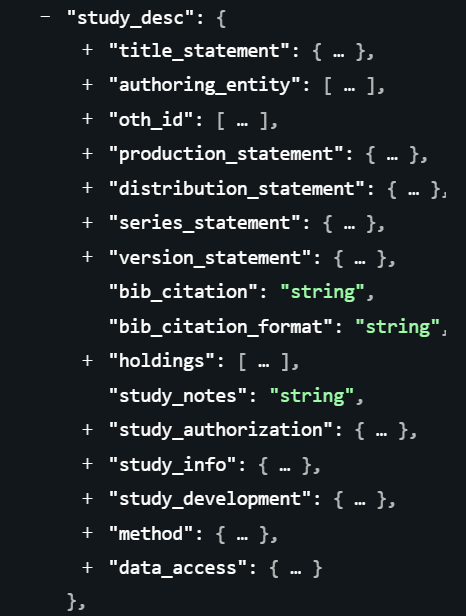 − "study_desc": {
+ "title_statement": { … },
+ "authoring_entity": [ … ],
+ "oth_id": [ … ],
+ "production_statement": { … },
+ "distribution_statement": { … },
+ "series_statement": { … },
+ "version_statement": { … },
"bib_citation": "string",
"bib_citation_format": "string",
+ "holdings": [ … ],
"study_notes": "string",
+ "study_authorization": { … },
+ "study_info": { … },
+ "study_development": { … },
+ "method": { … },
+ "data_access": { … }
},